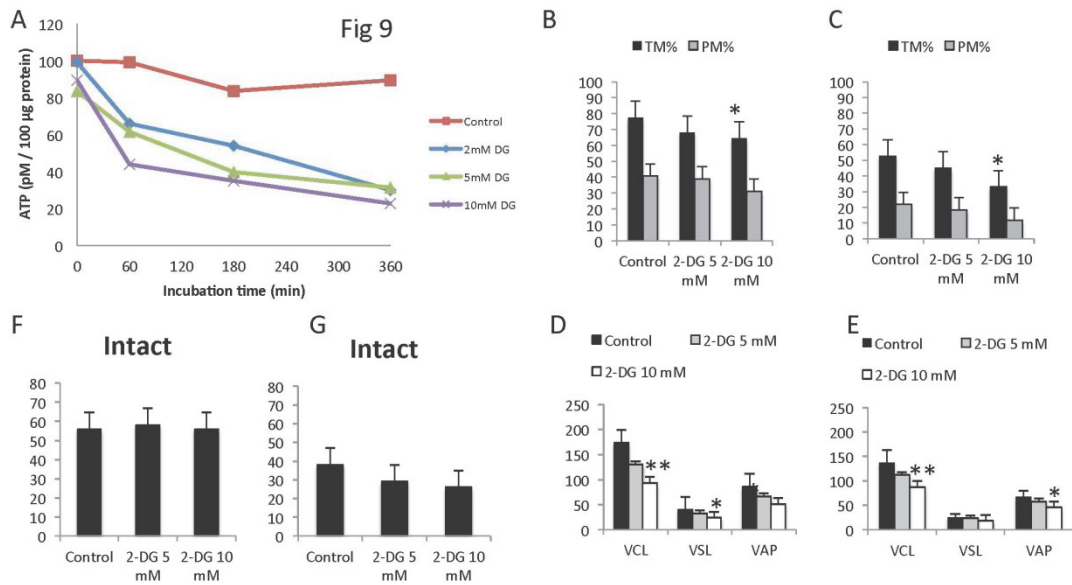 A
Fig 9
120
100
80
60
40
20
0
ATP (pM / 100 µg protein)
0 60 120 180 240 300 360
Incubation time (min)
Control
2mM DG
5mM DG
10mM DG
B
TM% PM%
90
80
70
60
50
40
30
20
10
0
*
Control 2-DG 5 mM 2-DG 10 mM
C
TM% PM%
90
80
70
60
50
40
30
20
10
0
*
Control 2-DG 5 mM 2-DG 10 mM
F
Intact
80
70
60
50
40
30
20
10
0
Control 2-DG 5 mM 2-DG 10 mM
G
Intact
80
70
60
50
40
30
20
10
0
Control 2-DG 5 mM 2-DG 10 mM
D
Control 2-DG 5 mM
2-DG 10 mM
250
200
150
100
50
0
** * *
VCL VSL VAP
E
Control 2-DG 5 mM
2-DG 10 mM
250
200
150
100
50
0
** *
VCL VSL VAP